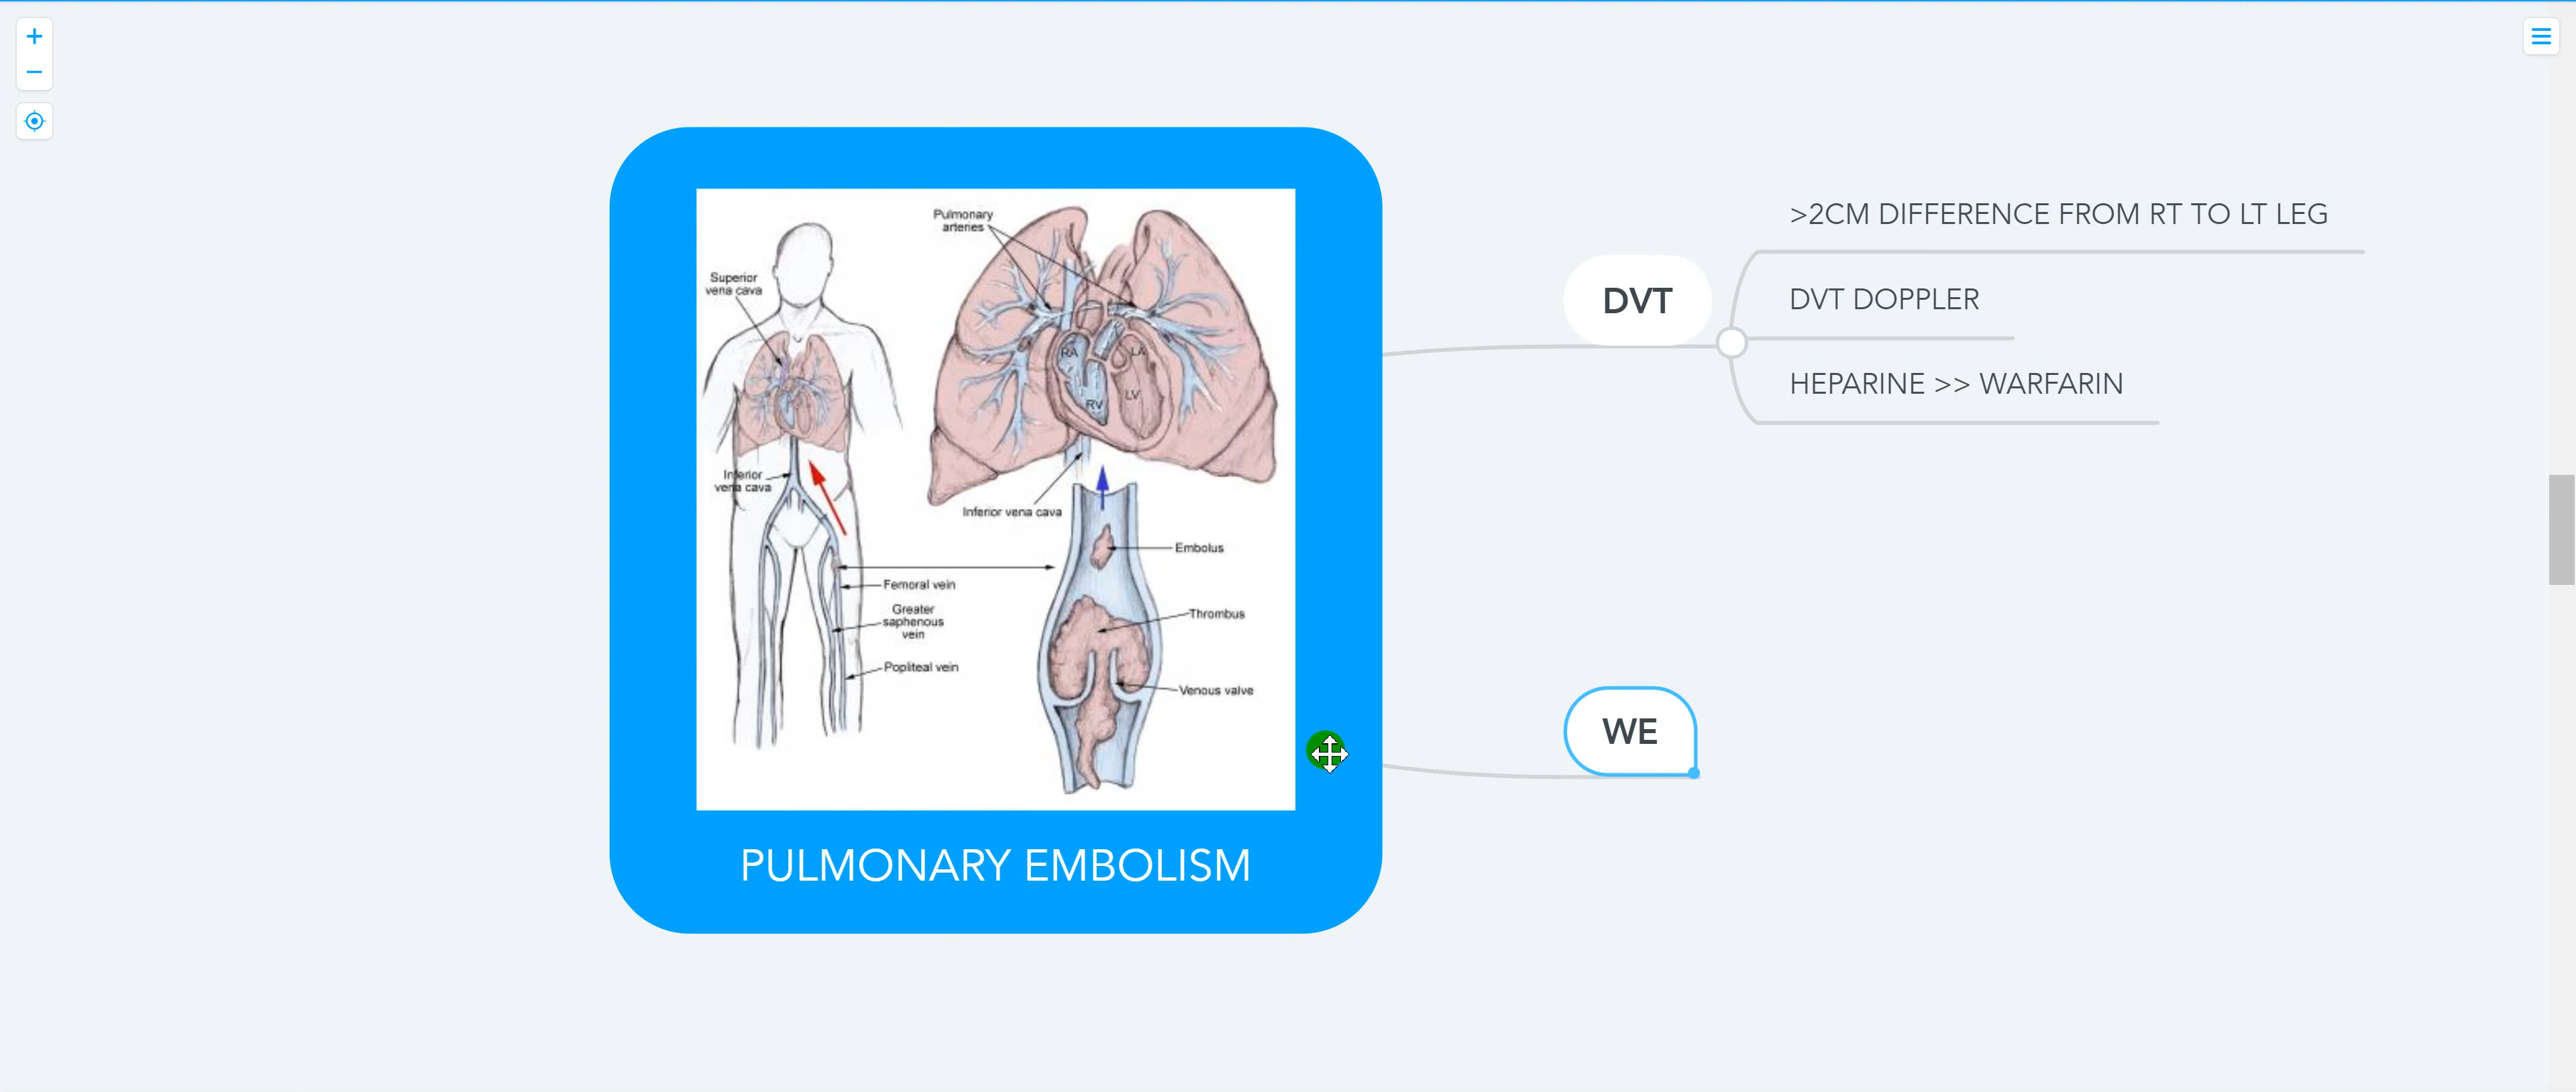 Pulmonary
arteries
Superior
vena cava
RA
LA
LV
RV
Inferior
vena cava
Inferior vena cava
Embolus
Femoral vein
Greater
saphenous
vein
Thrombus
Popliteal vein
Venous valve
PULMONARY EMBOLISM
DVT
>2CM DIFFERENCE FROM RT TO LT LEG
DVT DOPPLER
HEPARINE >> WARFARIN
WE